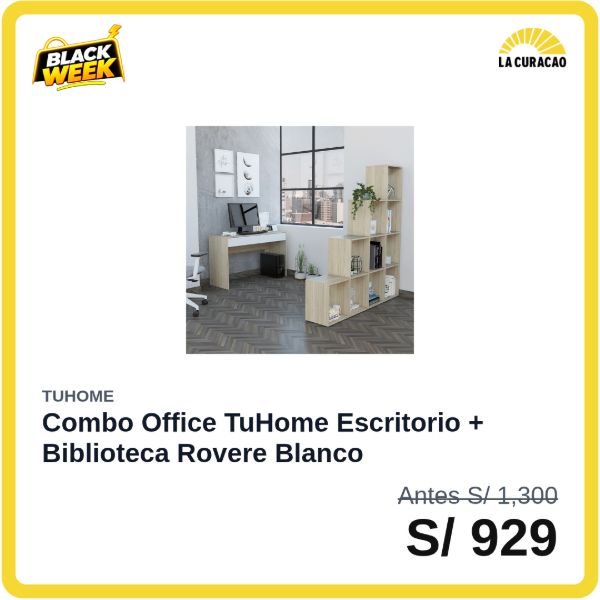 BLACK
WEEK
LA CURACAO
TUHOME
Combo Office TuHome Escritorio +
Biblioteca Rovere Blanco
Antes S/ 1,300
S/ 929